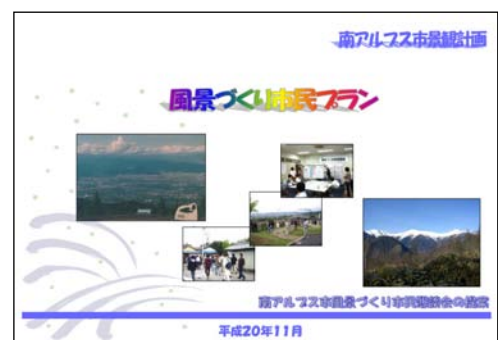 南アルプス市景観計画
風景づくり市民プラン
南アルプス市風景づくり市民懇談会の提案
平成20年11月